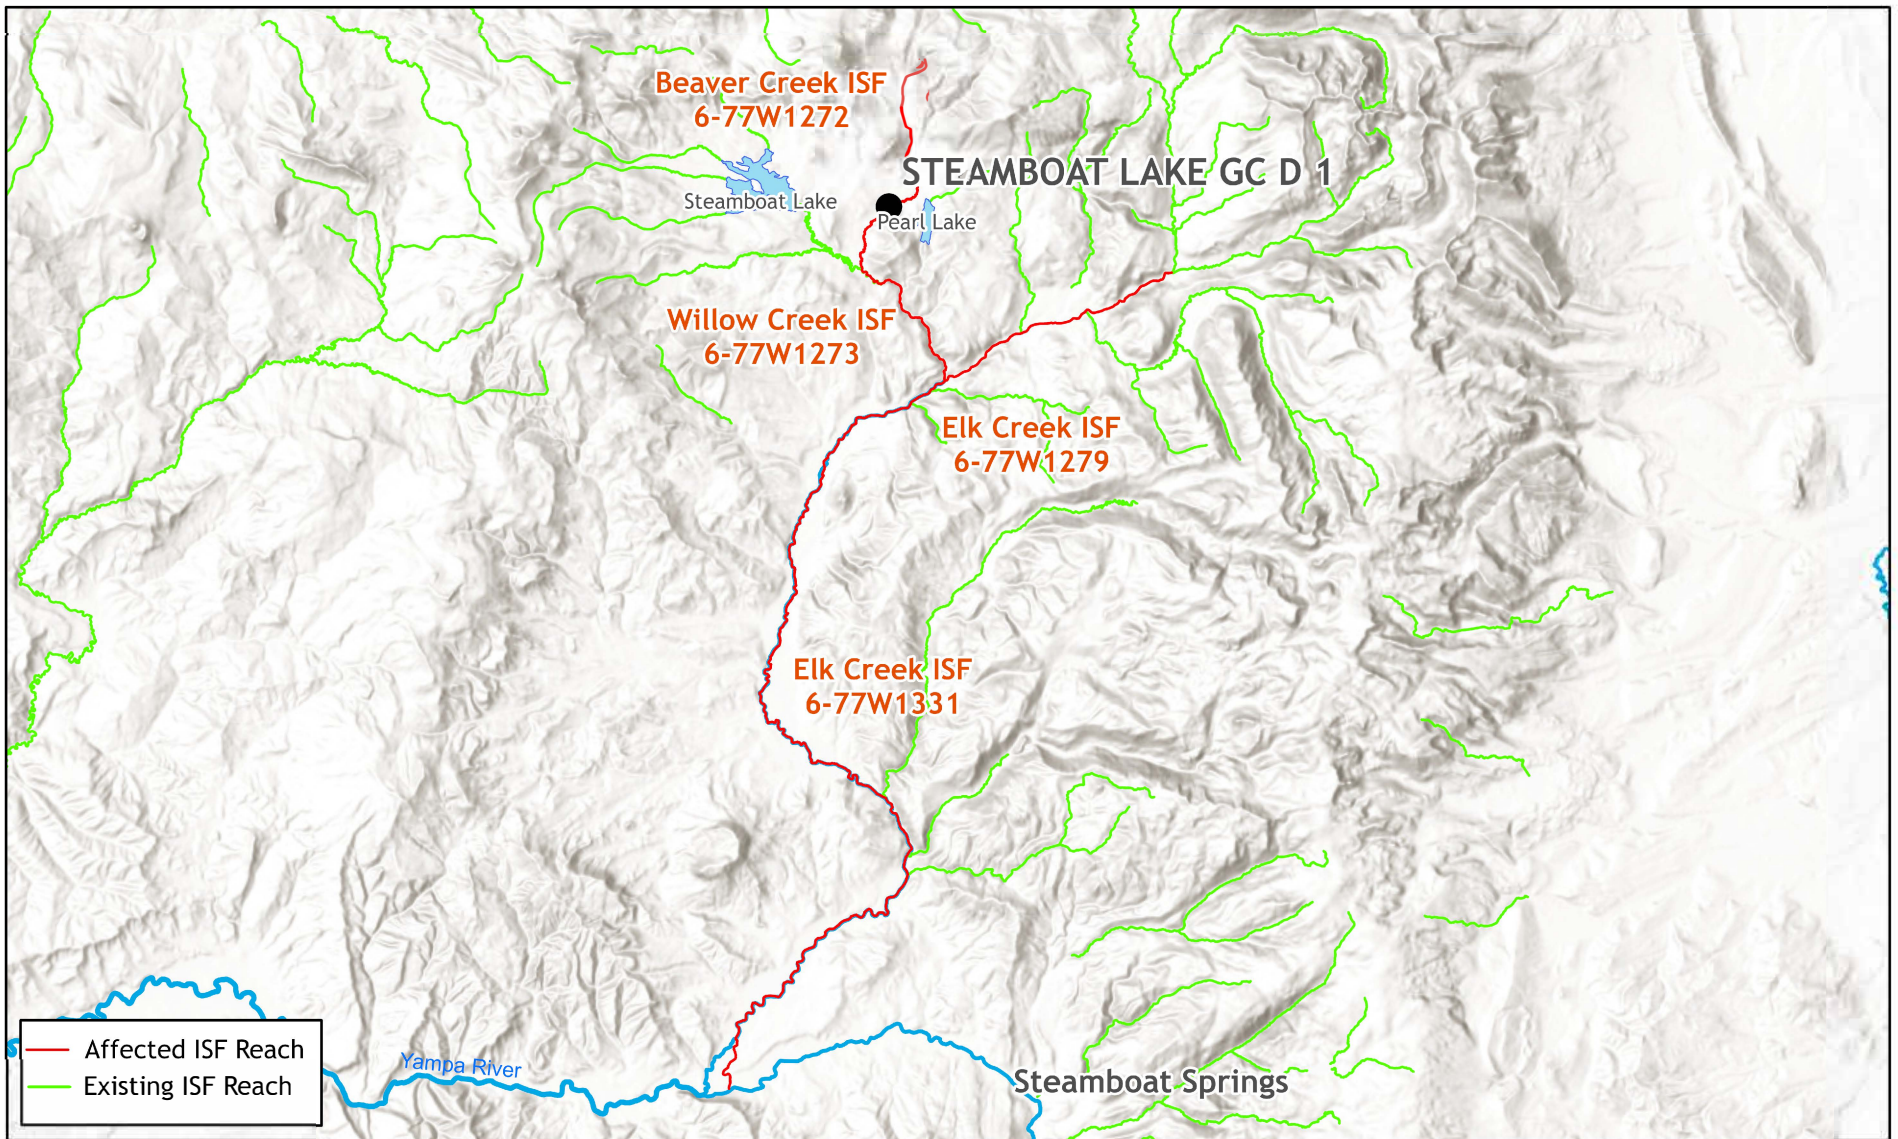 Beaver Creek ISF
6-77W1272
STEAMBOAT LAKE GC D 1
Steamboat Lake
Pearl Lake
Willow Creek ISF
6-77W1273
Elk Creek ISF
6-77W1279
Elk Creek ISF
6-77W1331
Affected ISF Reach
Existing ISF Reach
Yampa River
Steamboat Springs